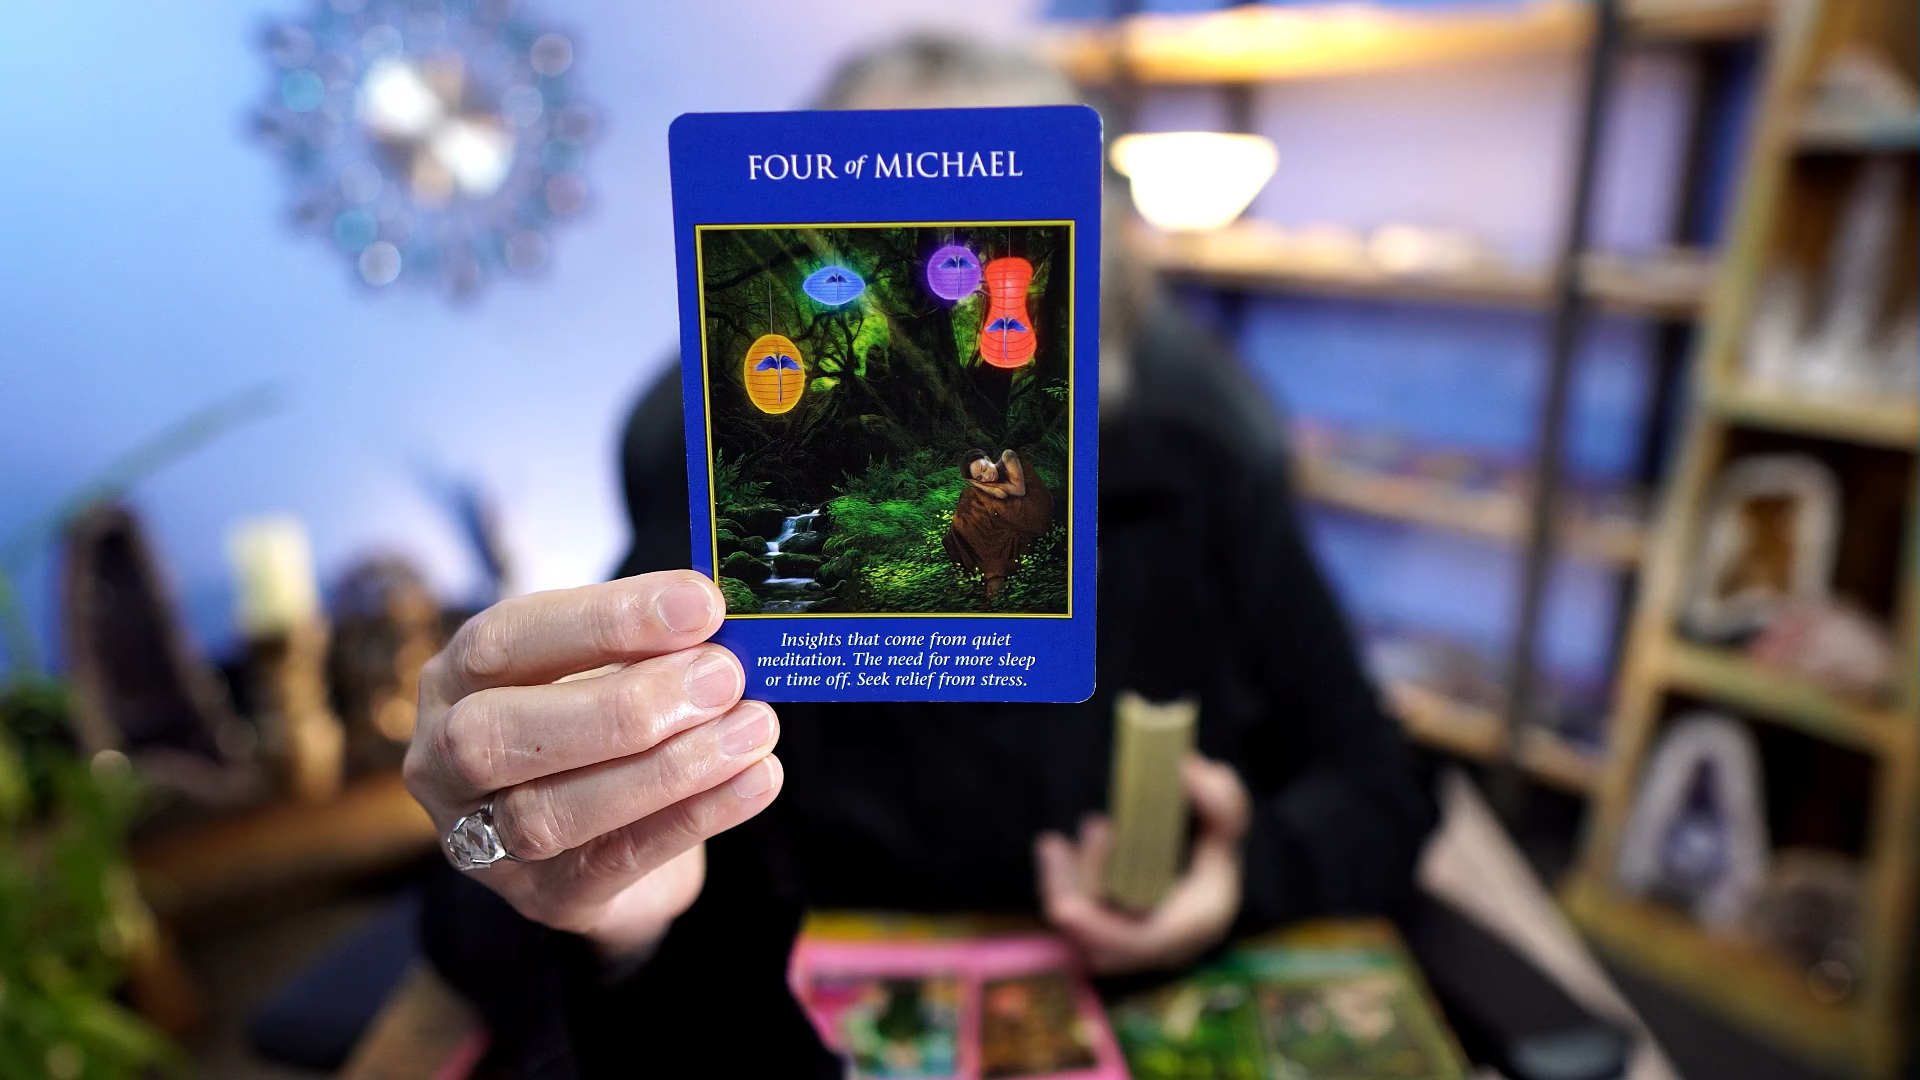 FOUR of MICHAEL
Insights that come from quiet
meditation. The need for more sleep
or time off. Seek relief from stress.